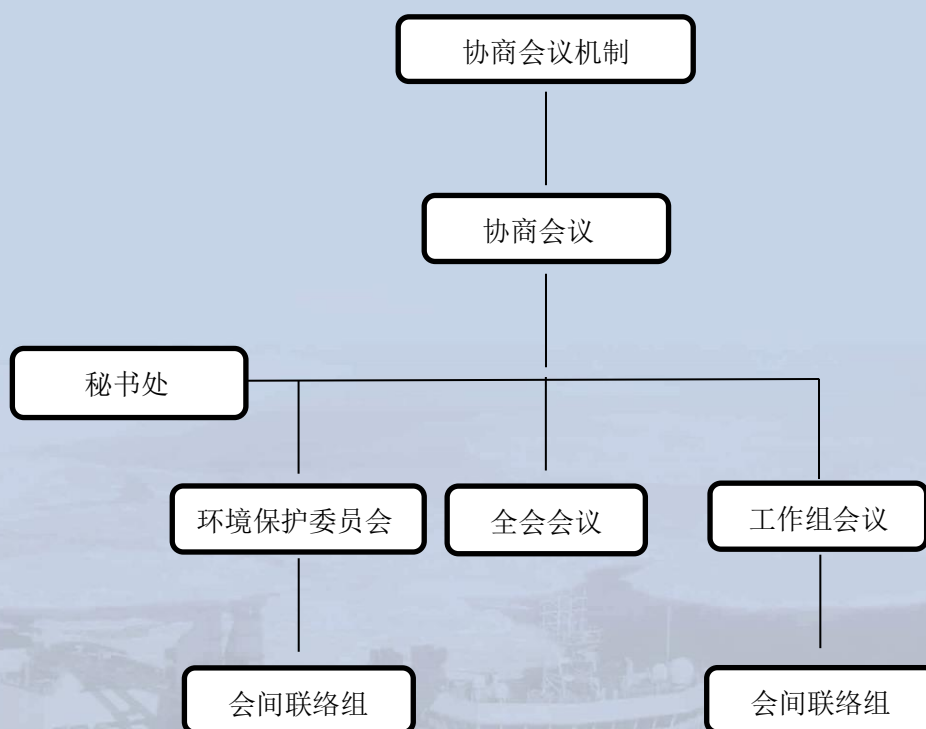 协商会议机制
协商会议
秘书处
环境保护委员会
全会会议
工作组会议
会间联络组
会间联络组